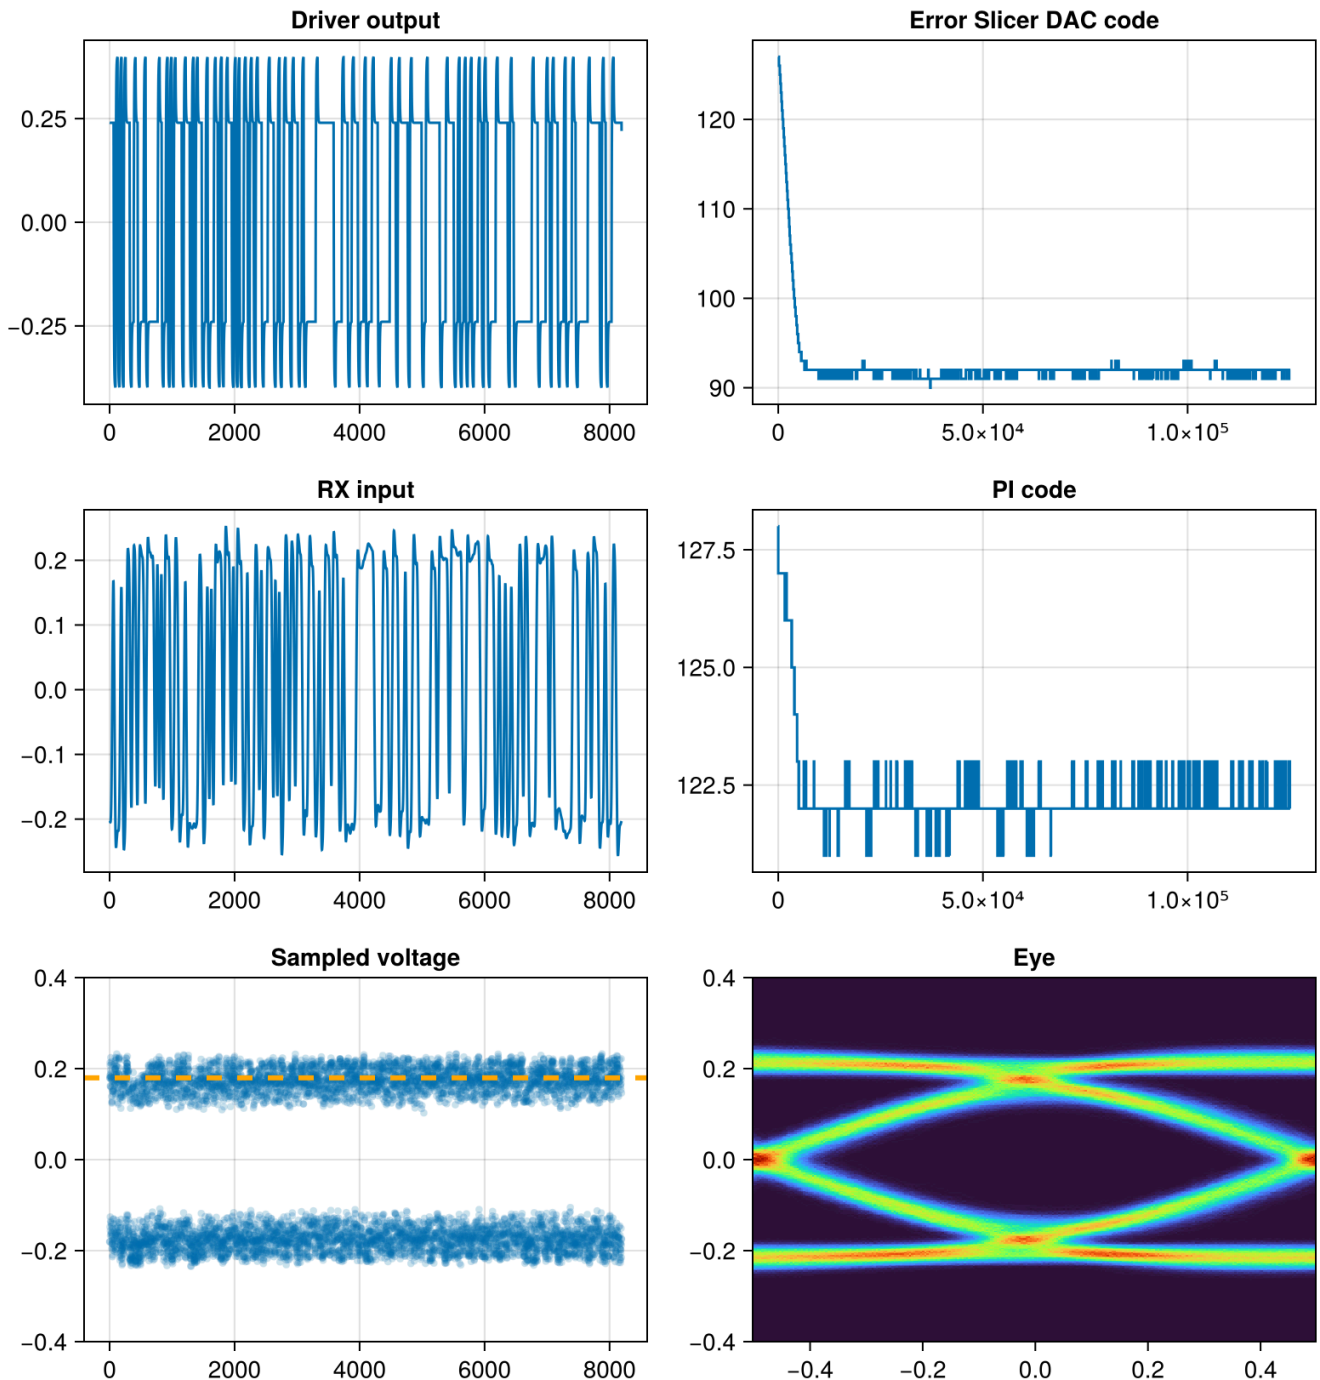 Driver output
0.25
0.00
−0.25
0 2000 4000 6000 8000
Error Slicer DAC code
120
110
100
90
0 5.0×10⁴ 1.0×10⁵
RX input
0.2
0.1
0.0
−0.1
−0.2
0 2000 4000 6000 8000
PI code
127.5
125.0
122.5
0 5.0×10⁴ 1.0×10⁵
Sampled voltage
0.4
0.2
0.0
−0.2
−0.4
0 2000 4000 6000 8000
Eye
0.4
0.2
0.0
−0.2
−0.4
−0.4 −0.2 0.0 0.2 0.4